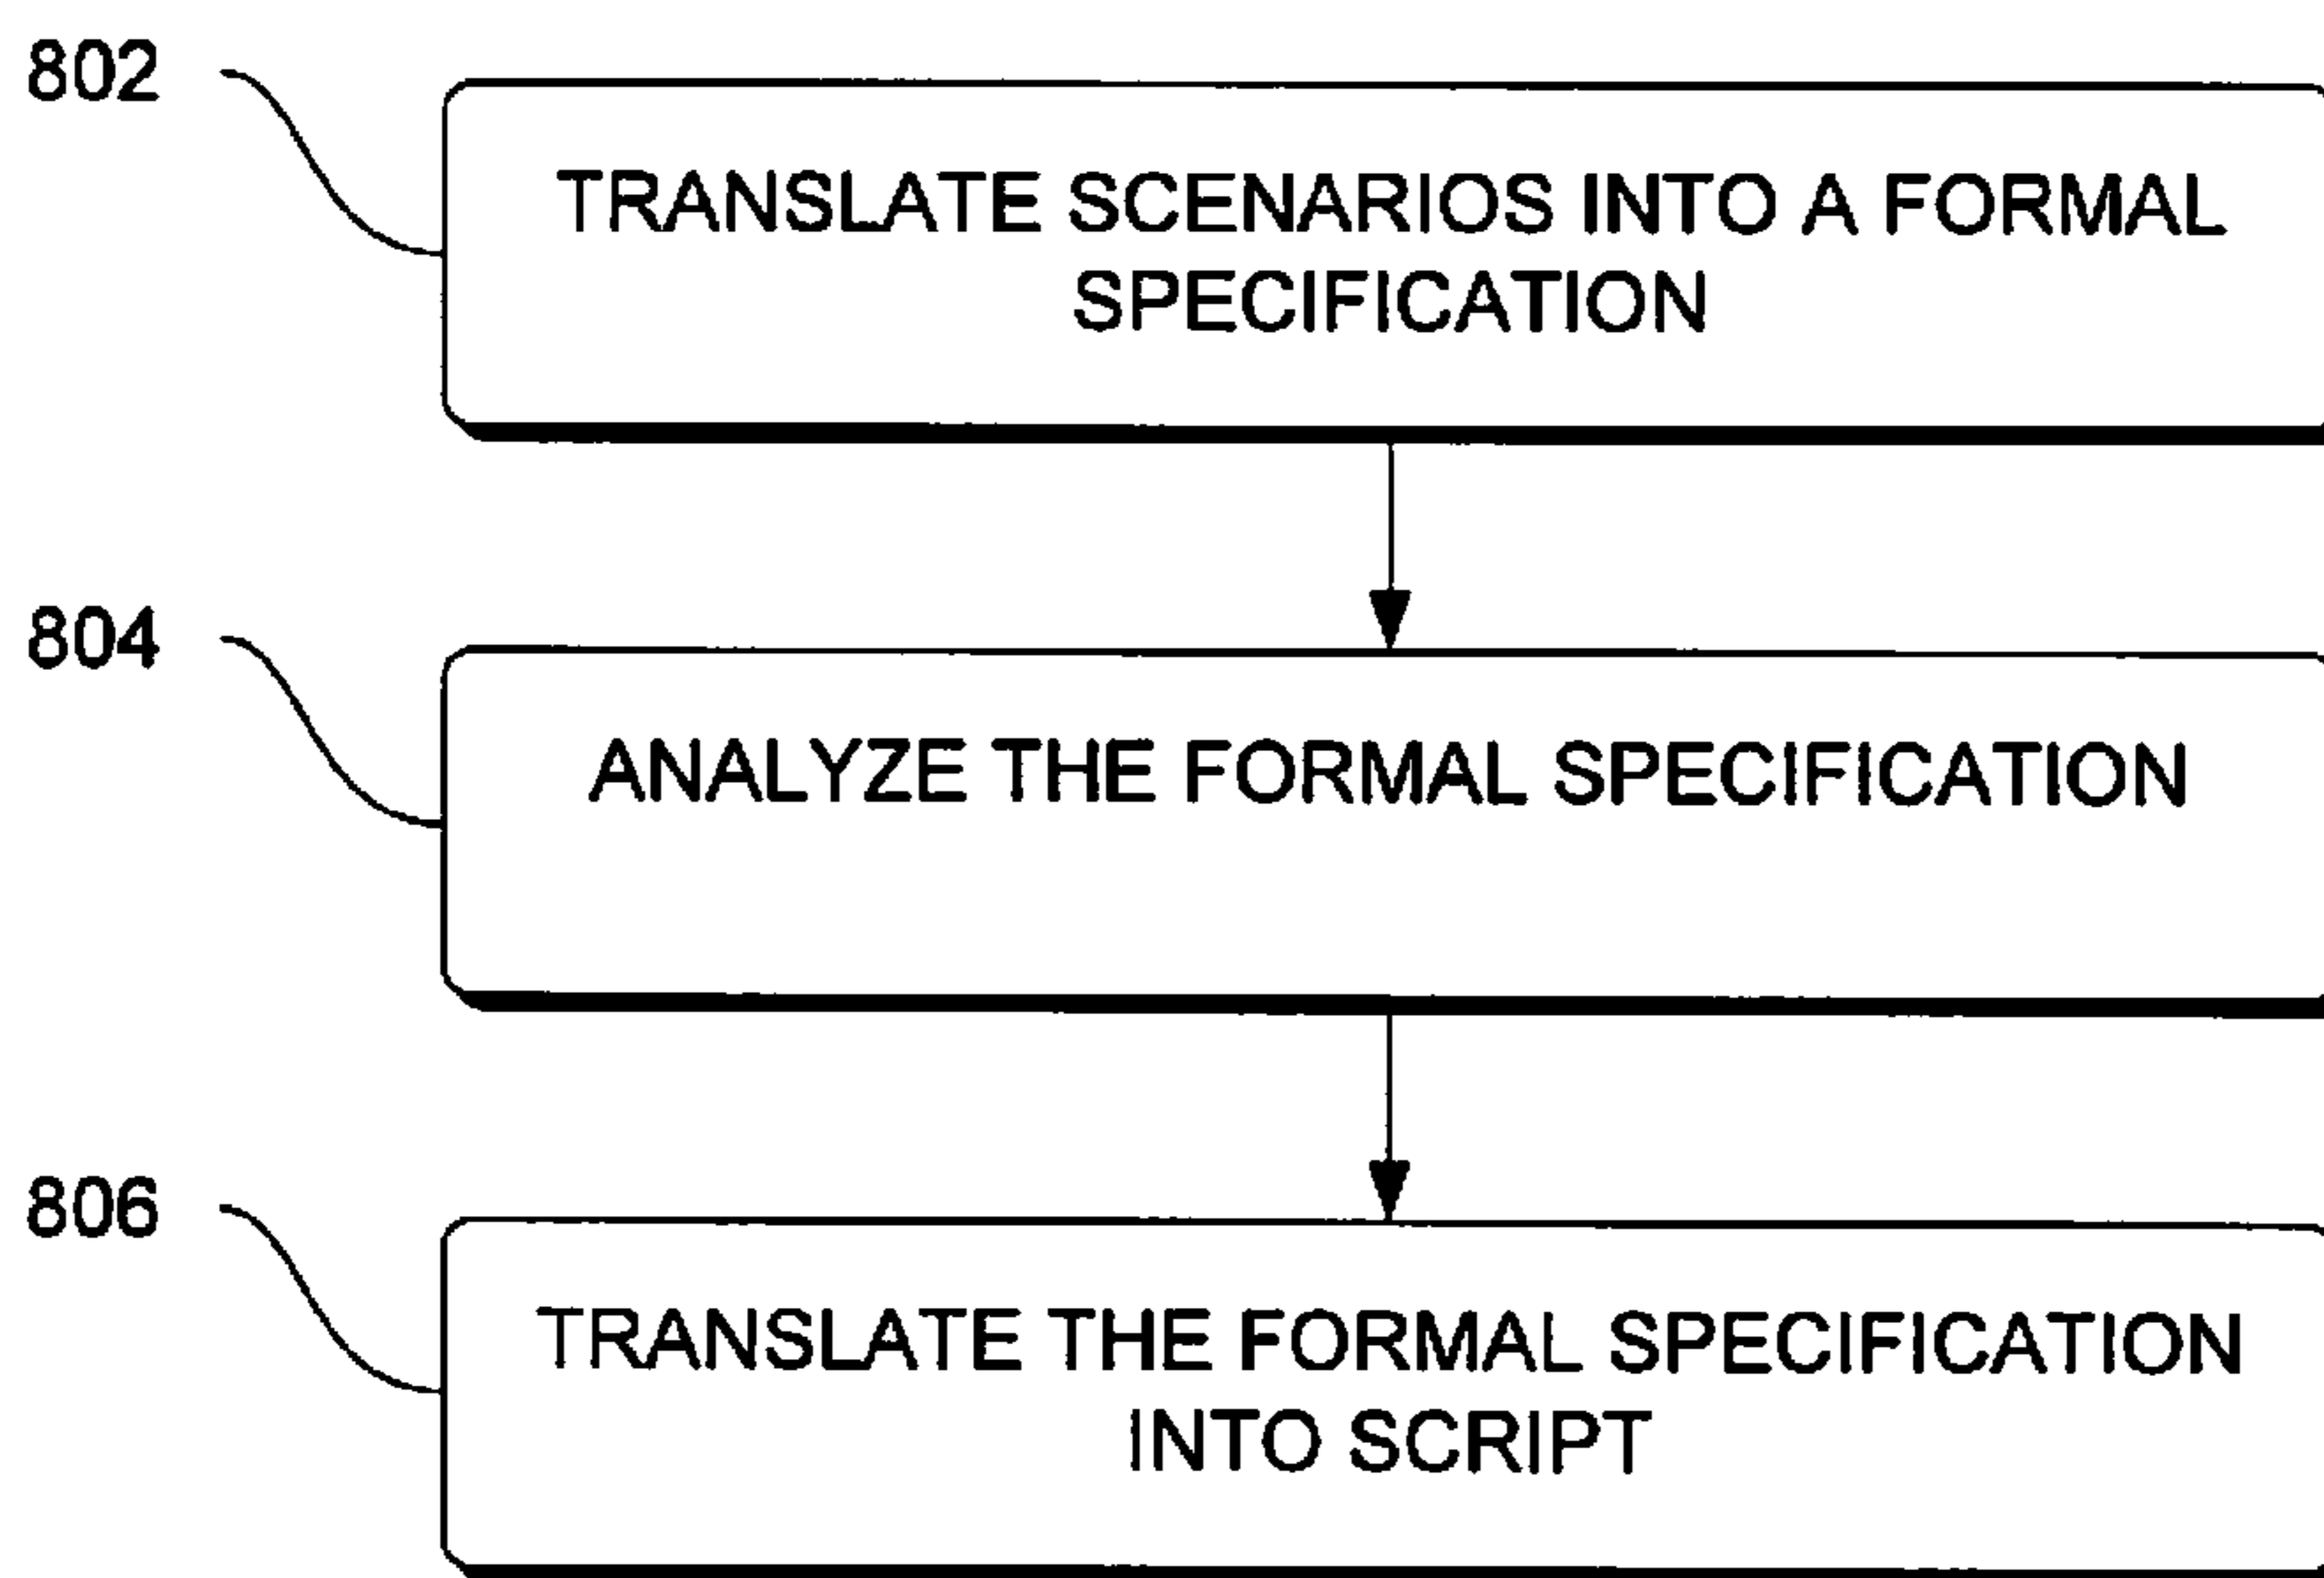 802
TRANSLATE SCENARIOS INTO A FORMAL
SPECIFICATION
804
ANALYZE THE FORMAL SPECIFICATION
806
TRANSLATE THE FORMAL SPECIFICATION
INTO SCRIPT